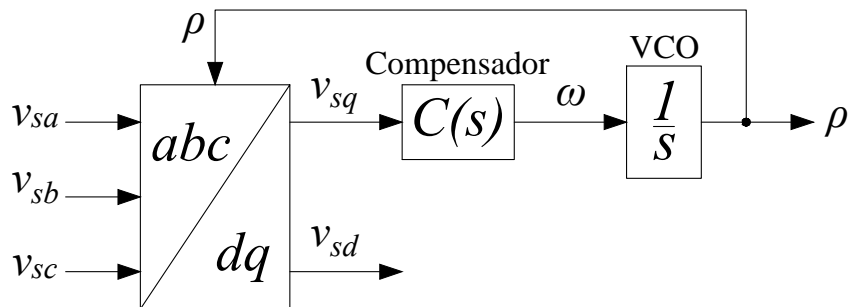 ρ
VCO
Compensador
v_sq
ω
v_sa
abc
C(s)
1/s
ρ
v_sb
v_sc
dq
v_sd